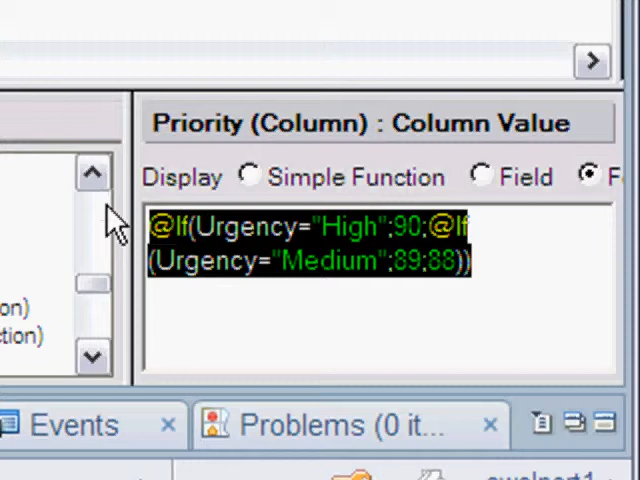 Priority (Column) : Column Value
Display Simple Function Field F
@If(Urgency="High";90;@If
(Urgency="Medium";89;88))
on)
ction)
Events Problems (0 it...